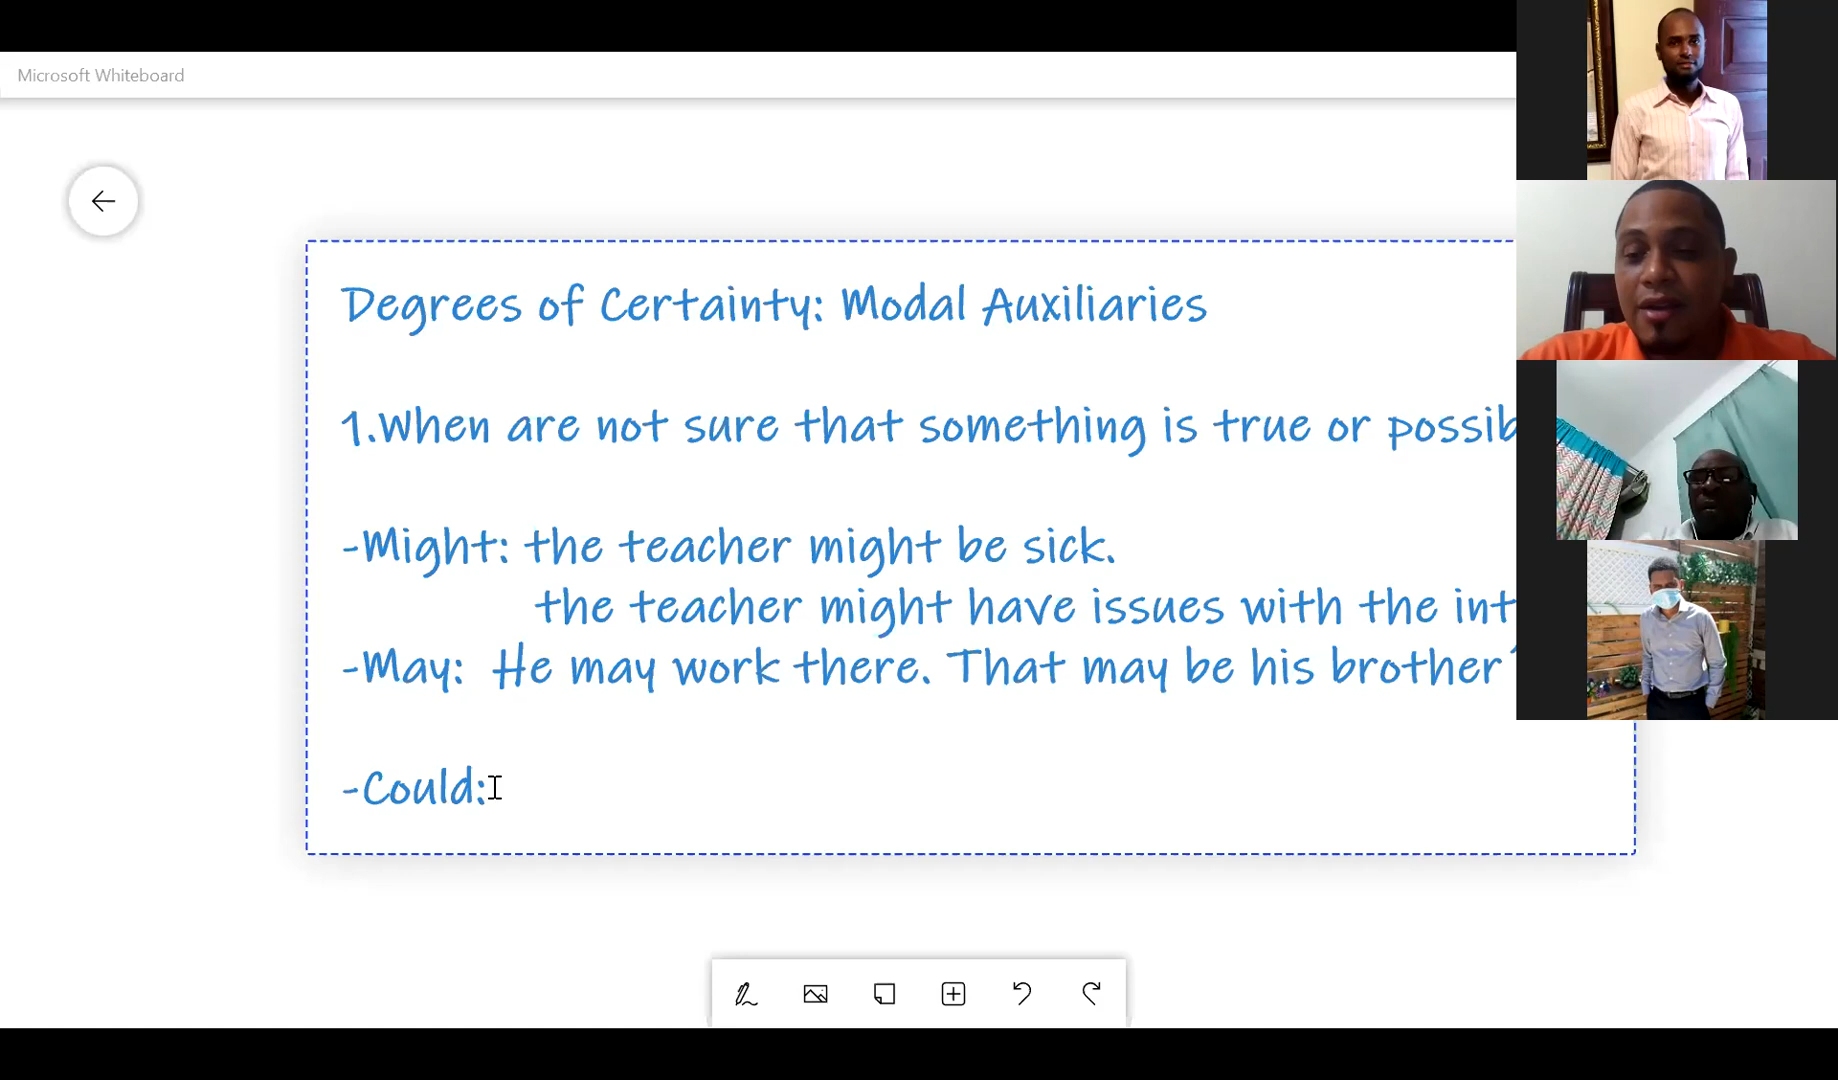 Microsoft Whiteboard
Degrees of Certainty: Modal Auxiliaries
1.When are not sure that something is true or possib
-Might: the teacher might be sick.
the teacher might have issues with the int
-May: He may work there. That may be his brother´
-Could: